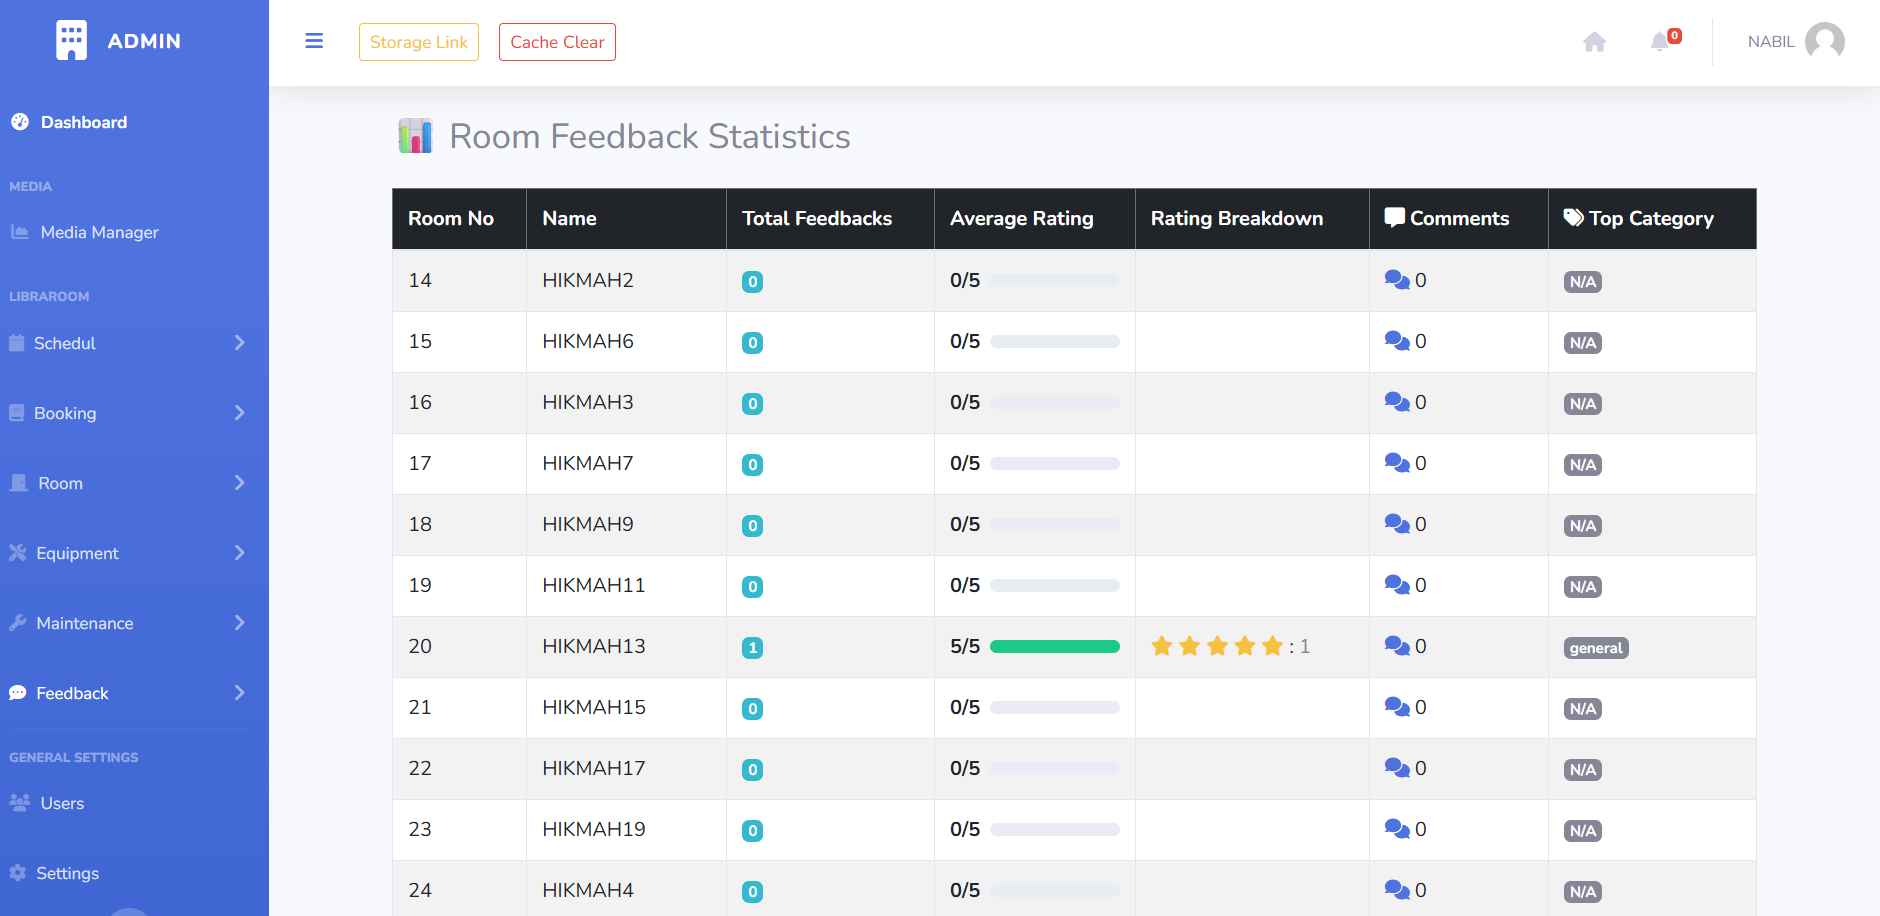 ADMIN
Storage Link
Cache Clear
0
NABIL
Dashboard
MEDIA
Media Manager
LIBRAROOM
Schedul
Booking
Room
Equipment
Maintenance
Feedback
GENERAL SETTINGS
Users
Settings
Room Feedback Statistics
Room No Name Total Feedbacks Average Rating Rating Breakdown Comments Top Category
14 HIKMAH2 0 0/5 0 N/A
15 HIKMAH6 0 0/5 0 N/A
16 HIKMAH3 0 0/5 0 N/A
17 HIKMAH7 0 0/5 0 N/A
18 HIKMAH9 0 0/5 0 N/A
19 HIKMAH11 0 0/5 0 N/A
20 HIKMAH13 1 5/5 : 1 0 general
21 HIKMAH15 0 0/5 0 N/A
22 HIKMAH17 0 0/5 0 N/A
23 HIKMAH19 0 0/5 0 N/A
24 HIKMAH4 0 0/5 0 N/A